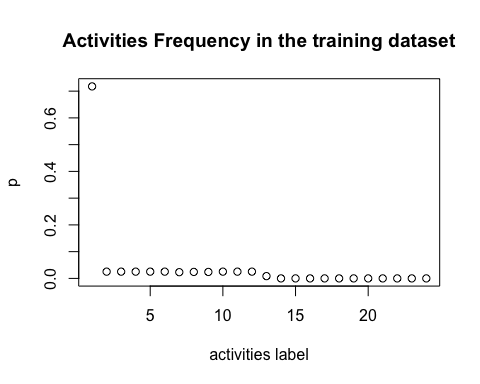 Activities Frequency in the training dataset
p
0.6
0.4
0.2
0.0
5 10 15 20
activities label